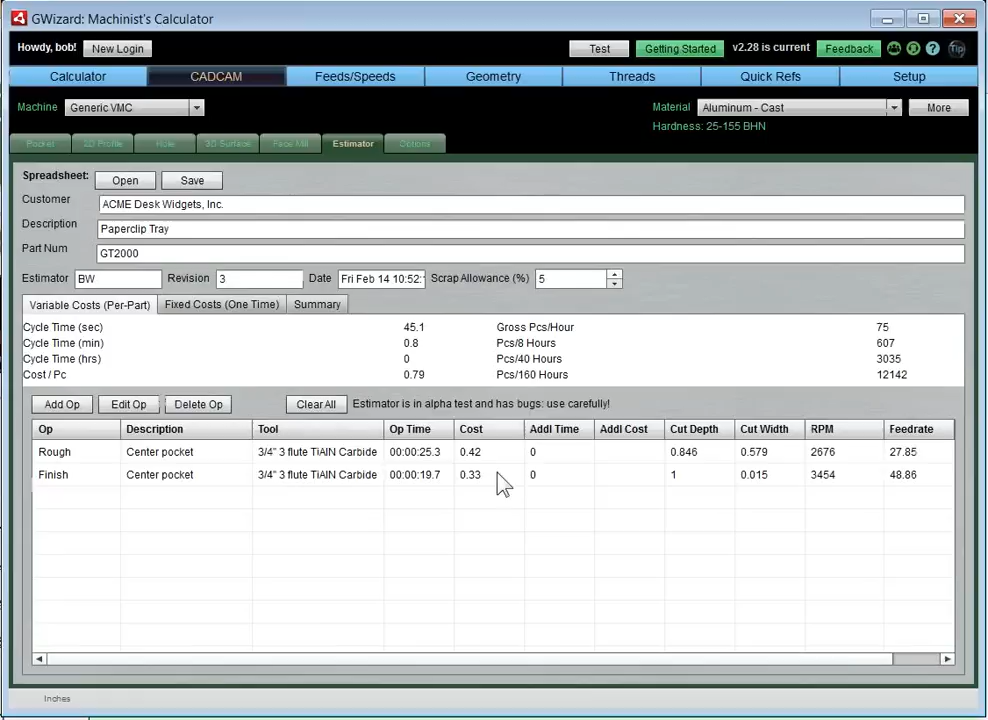 GWizard: Machinist's Calculator
Howdy, bob! New Login Test Getting Started v2.28 is current Feedback ? Tip
Calculator CADCAM Feeds/Speeds Geometry Threads Quick Refs Setup
Machine Generic VMC Material Aluminum - Cast More
Hardness: 25-155 BHN
Pocket 2D Profile Hole 3D Surface Face Mill Estimator Options
Spreadsheet: Open Save
Customer ACME Desk Widgets, Inc.
Description Paperclip Tray
Part Num GT2000
Estimator BW Revision 3 Date Fri Feb 14 10:52: Scrap Allowance (%) 5
Variable Costs (Per-Part) Fixed Costs (One Time) Summary
Cycle Time (sec) 45.1 Gross Pcs/Hour 75
Cycle Time (min) 0.8 Pcs/8 Hours 607
Cycle Time (hrs) 0 Pcs/40 Hours 3035
Cost / Pc 0.79 Pcs/160 Hours 12142
Add Op Edit Op Delete Op Clear All Estimator is in alpha test and has bugs: use carefully!
Op Description Tool Op Time Cost Addl Time Addl Cost Cut Depth Cut Width RPM Feedrate
Rough Center pocket 3/4" 3 flute TiAlN Carbide 00:00:25.3 0.42 0 0.846 0.579 2676 27.85
Finish Center pocket 3/4" 3 flute TiAlN Carbide 00:00:19.7 0.33 0 1 0.015 3454 48.86
Inches